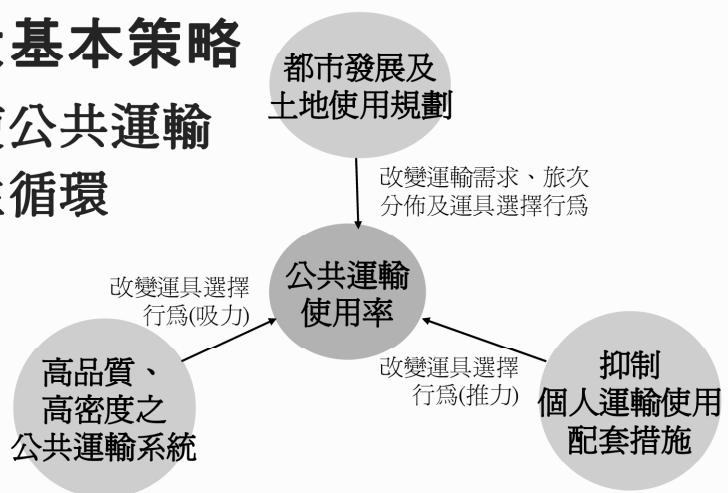 基本策略
公共運輸
循環
都市發展及
土地使用規劃
改變運輸需求、旅次
分佈及運具選擇行為
公共運輸
使用率
改變運具選擇
行為(吸力)
高品質、
高密度之
公共運輸系統
改變運具選擇
行為(推力)
抑制
個人運輸使用
配套措施